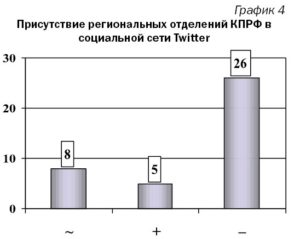 График 4
Присутствие региональных отделений КПРФ в
социальной сети Twitter
30
26
20
10
8
5
0
~ + –